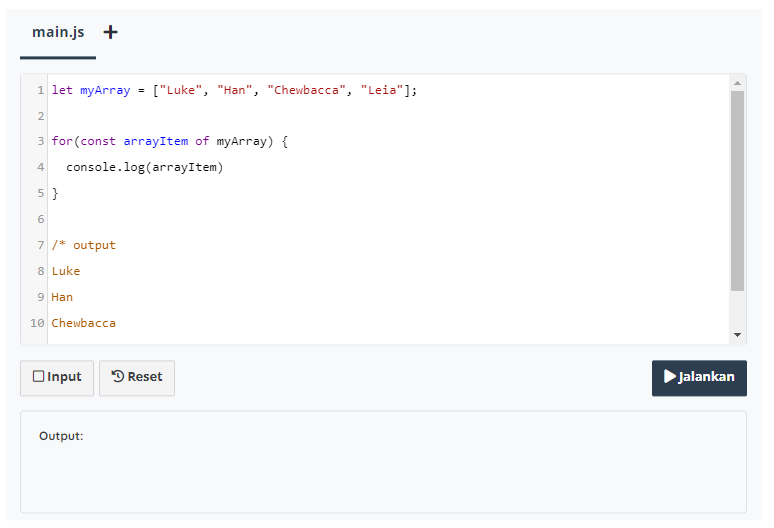 main.js +
1 let myArray = ["Luke", "Han", "Chewbacca", "Leia"];
2
3 for(const arrayItem of myArray) {
4   console.log(arrayItem)
5 }
6
7 /* output
8 Luke
9 Han
10 Chewbacca
Input Reset Jalankan
Output: